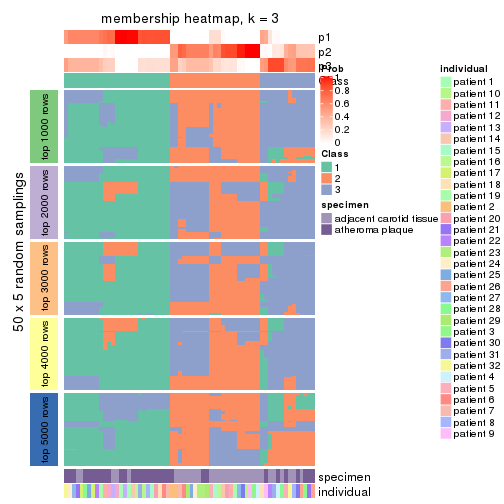 membership heatmap, k = 3
p1
p2
p3
Prob
1
0.8
0.6
0.4
0.2
0
Class
Class
1
2
3
specimen
adjacent carotid tissue
atheroma plaque
individual
patient 1
patient 10
patient 11
patient 12
patient 13
patient 14
patient 15
patient 16
patient 17
patient 18
patient 19
patient 2
patient 20
patient 21
patient 22
patient 23
patient 24
patient 25
patient 26
patient 27
patient 28
patient 29
patient 3
patient 30
patient 31
patient 32
patient 4
patient 5
patient 6
patient 7
patient 8
patient 9
50 x 5 random samplings
top 1000 rows
top 2000 rows
top 3000 rows
top 4000 rows
top 5000 rows
specimen
individual